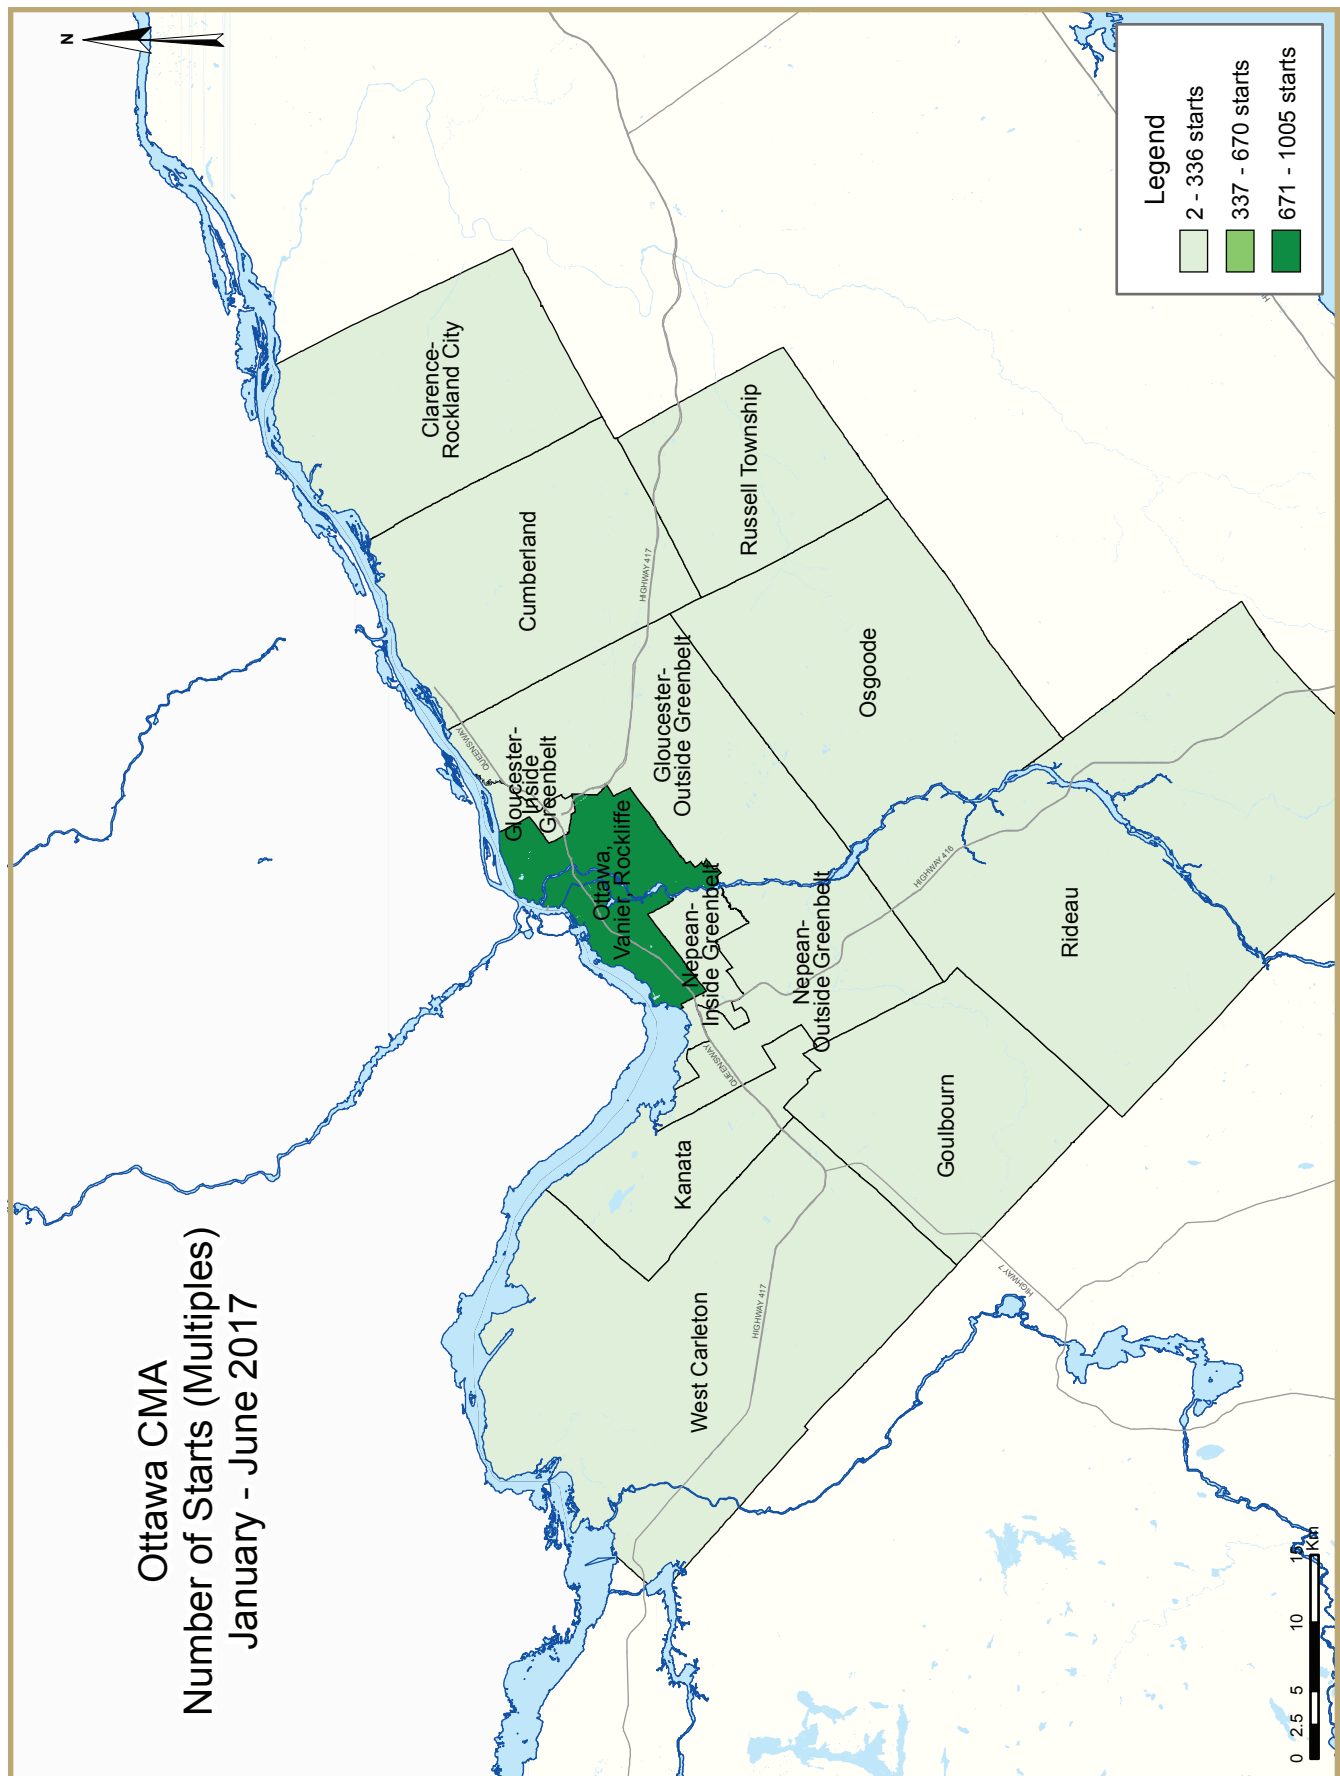 Ottawa CMA
Number of Starts (Multiples)
January - June 2017
N
Legend
2 - 336 starts
337 - 670 starts
671 - 1005 starts
Clarence-
Rockland City
Cumberland
Russell Township
HIGHWAY 417
QUEENSWAY
Gloucester-
Inside
Greenbelt
Gloucester-
Outside Greenbelt
Osgoode
Ottawa,
Vanier, Rockliffe
Nepean-
Inside Greenbelt
Nepean-
Outside Greenbelt
HIGHWAY 416
Rideau
QUEENSWAY
Kanata
Goulbourn
West Carleton
HIGHWAY 417
HIGHWAY 7
0 2.5 5 10 15
Km